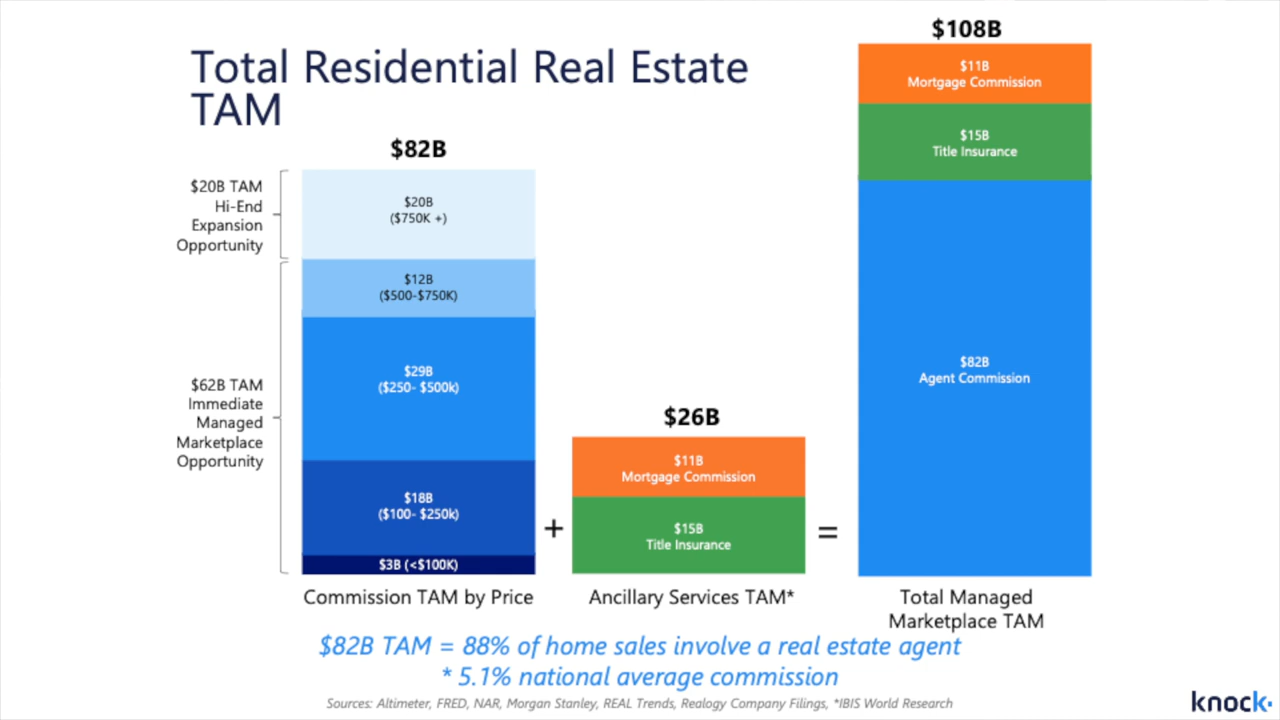 Total Residential Real Estate
TAM
$82B
$20B TAM
Hi-End
Expansion
Opportunity
$62B TAM
Immediate
Managed
Marketplace
Opportunity
$20B
($750K +)
$12B
($500-$750K)
$29B
($250- $500k)
$18B
($100- $250k)
$3B (<$100K)
Commission TAM by Price
+
$26B
$11B
Mortgage Commission
$15B
Title Insurance
Ancillary Services TAM*
=
$108B
$11B
Mortgage Commission
$15B
Title Insurance
$82B
Agent Commission
Total Managed
Marketplace TAM
$82B TAM = 88% of home sales involve a real estate agent
* 5.1% national average commission
Sources: Altimeter, FRED, NAR, Morgan Stanley, REAL Trends, Realogy Company Filings, *IBIS World Research
knock